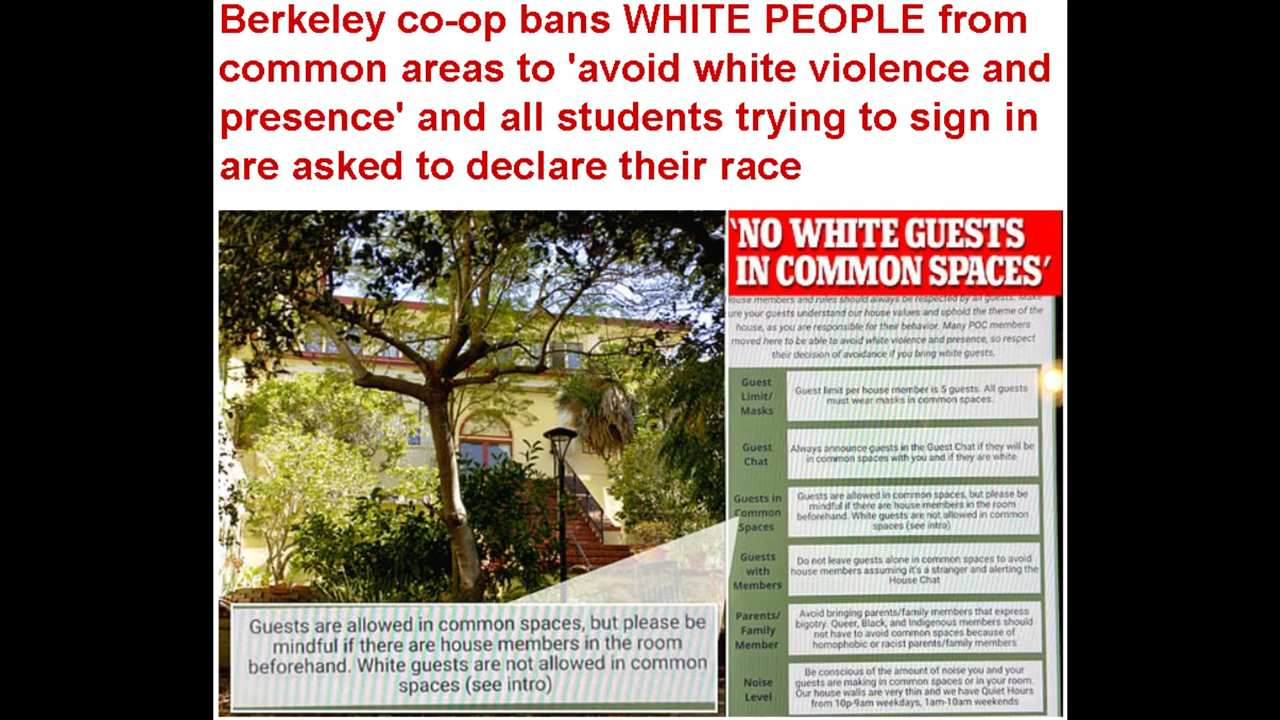 Berkeley co-op bans WHITE PEOPLE from
common areas to 'avoid white violence and
presence' and all students trying to sign in
are asked to declare their race
'NO WHITE GUESTS
IN COMMON SPACES'
ouse members and rules should always be respected by all guests. Make
ure your guests understand our house values and uphold the theme of the
house, as you are responsible for their behavior. Many POC members
moved here to be able to avoid white violence and presence, so respect
their decision of avoidance if you bring white guests.
Guest
Limit/
Masks
Guest limit per house member is 5 guests. All guests
must wear masks in common spaces.
Guest
Chat
Always announce guests in the Guest Chat if they will be
in common spaces with you and if they are white
Guests in
Common
Spaces
Guests are allowed in common spaces, but please be
mindful if there are house members in the room
beforehand. White guests are not allowed in common
spaces (see intro)
Guests
with
Members
Do not leave guests alone in common spaces to avoid
house members assuming it's a stranger and alerting the
House Chat
Parents/
Family
Member
Avoid bringing parents/family members that express
bigotry. Queer, Black, and Indigenous members should
not have to avoid common spaces because of
homophobic or racist parents/family members
Noise
Level
Be conscious of the amount of noise you and your
guests are making in common spaces or in your room.
Our house walls are very thin and we have Quiet Hours
from 10p-9am weekdays, 1am-10am weekends
Guests are allowed in common spaces, but please be
mindful if there are house members in the room
beforehand. White guests are not allowed in common
spaces (see intro)